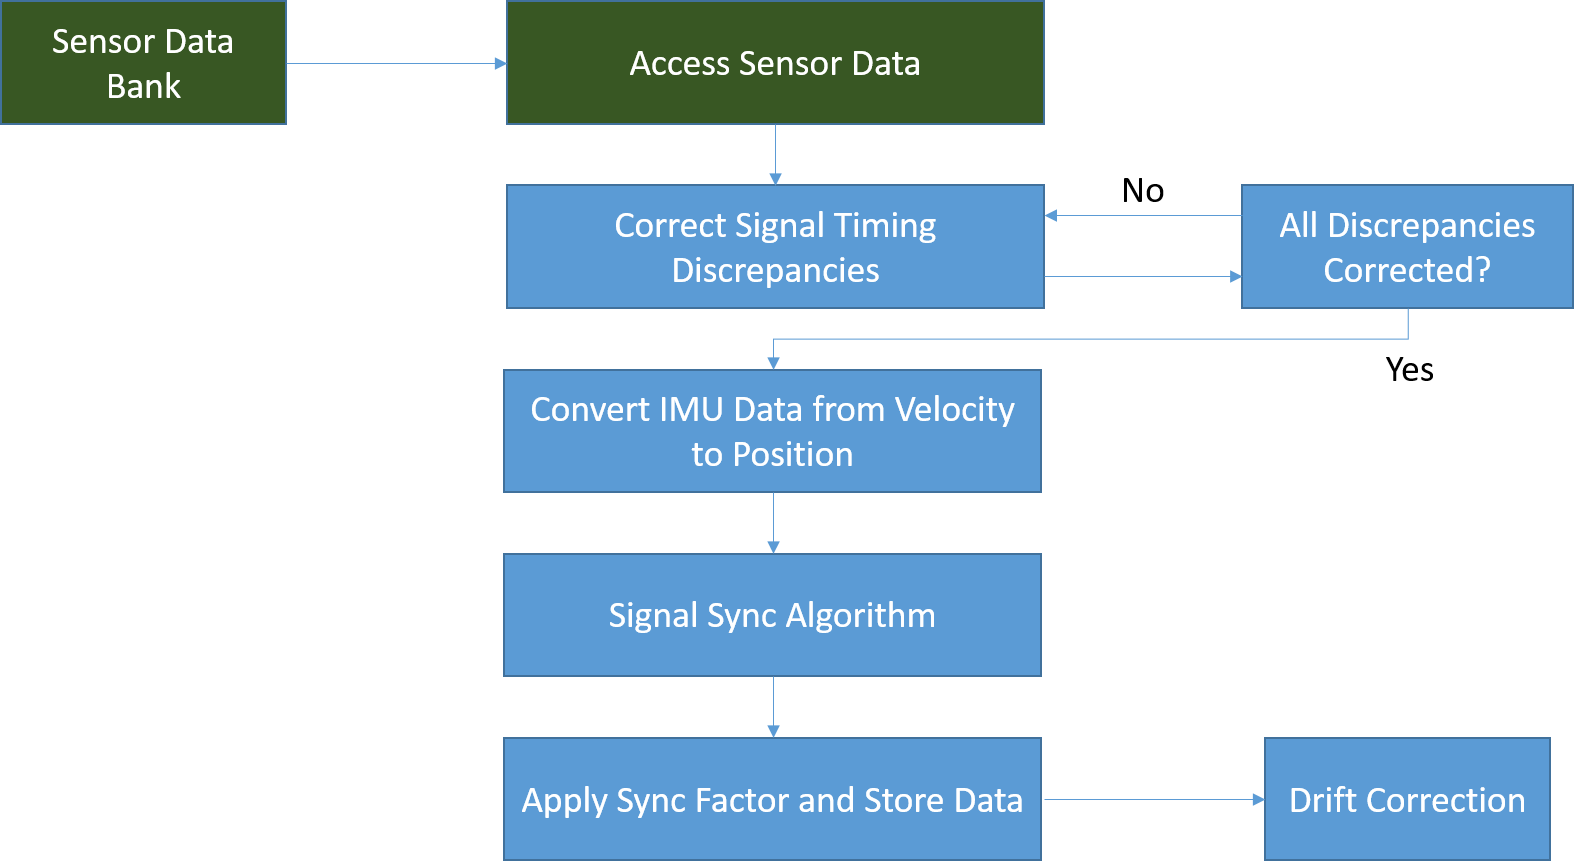 Sensor Data
Bank
Access Sensor Data
Correct Signal Timing
Discrepancies
No
All Discrepancies
Corrected?
Yes
Convert IMU Data from Velocity
to Position
Signal Sync Algorithm
Apply Sync Factor and Store Data
Drift Correction